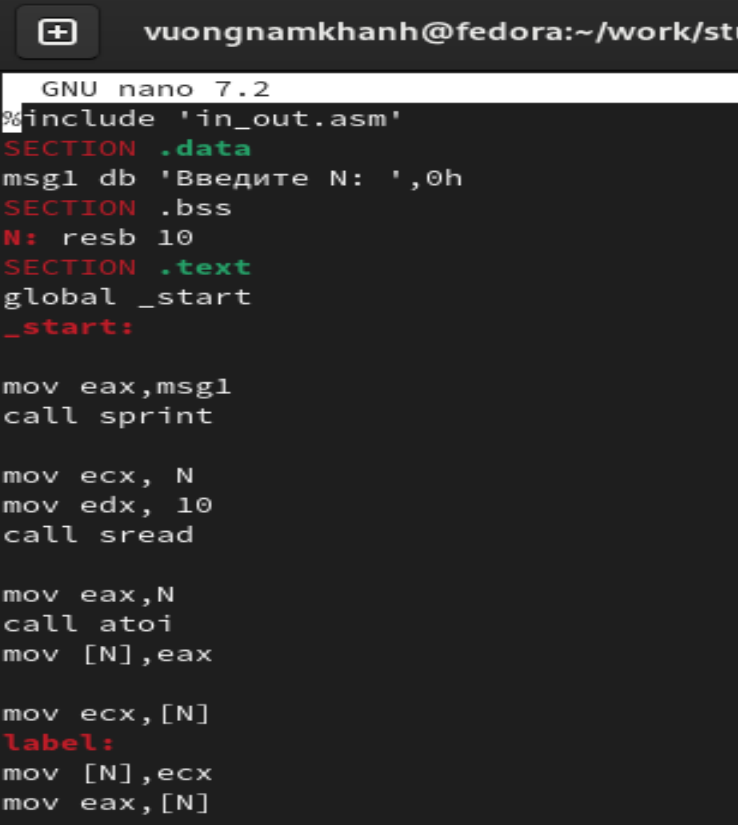 vuongnamkhanh@fedora:~/work/st
GNU nano 7.2
%include 'in_out.asm'
SECTION .data
msg1 db 'Введите N: ',0h
SECTION .bss
N: resb 10
SECTION .text
global _start
_start:
mov eax,msg1
call sprint
mov ecx, N
mov edx, 10
call sread
mov eax,N
call atoi
mov [N],eax
mov ecx,[N]
label:
mov [N],ecx
mov eax,[N]